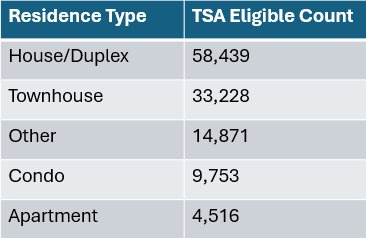 Residence Type TSA Eligible Count
House/Duplex 58,439
Townhouse 33,228
Other 14,871
Condo 9,753
Apartment 4,516